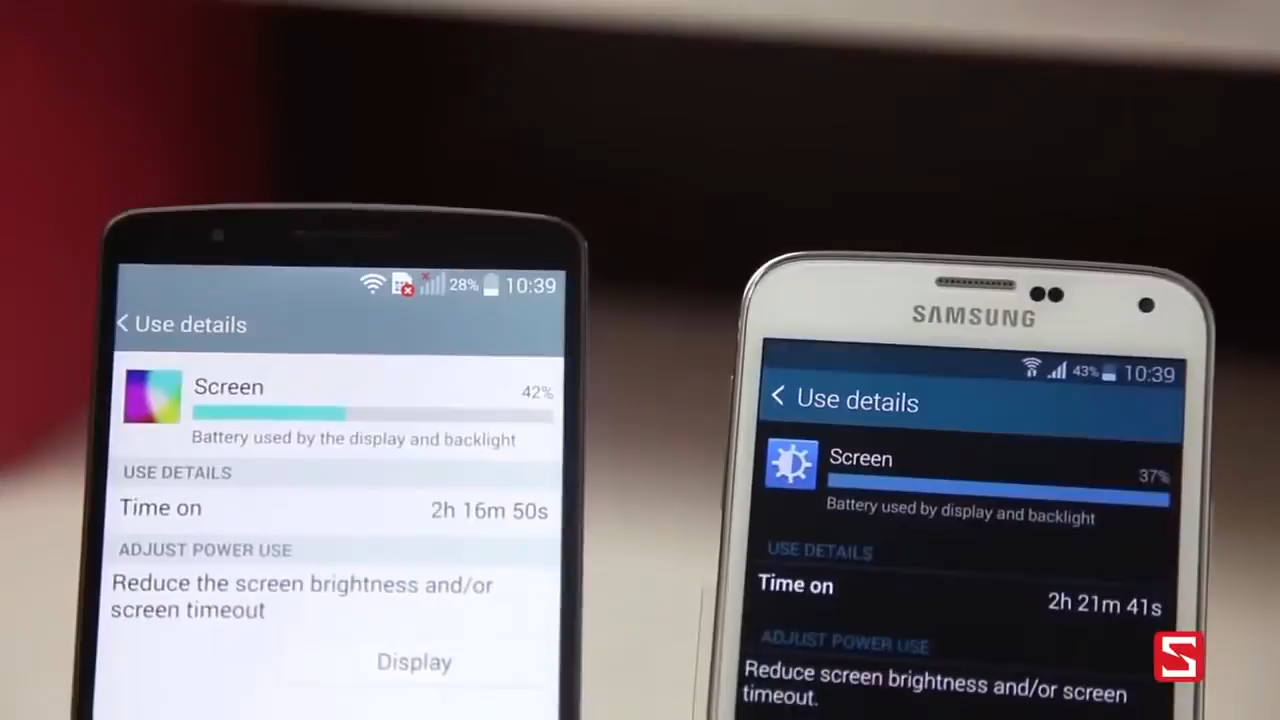 28% 10:39
Use details
Screen 42%
Battery used by the display and backlight
USE DETAILS
Time on 2h 16m 50s
ADJUST POWER USE
Reduce the screen brightness and/or
screen timeout
Display
SAMSUNG
43% 10:39
Use details
Screen 37%
Battery used by display and backlight
USE DETAILS
Time on 2h 21m 41s
ADJUST POWER USE
Reduce screen brightness and/or screen
timeout.
S